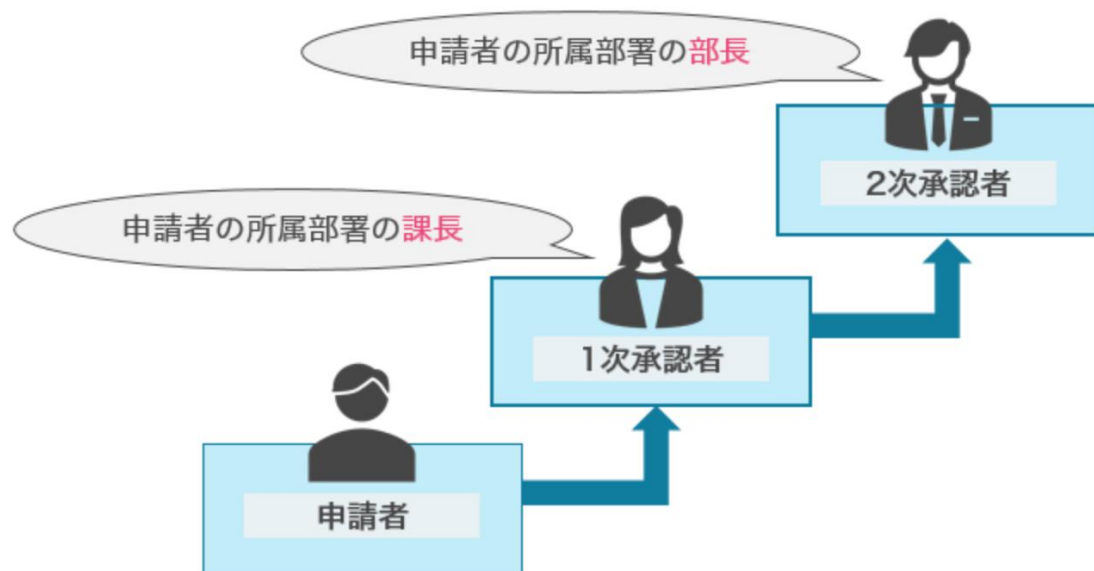 申請者の所属部署の部長
2次承認者
申請者の所属部署の課長
1次承認者
申請者